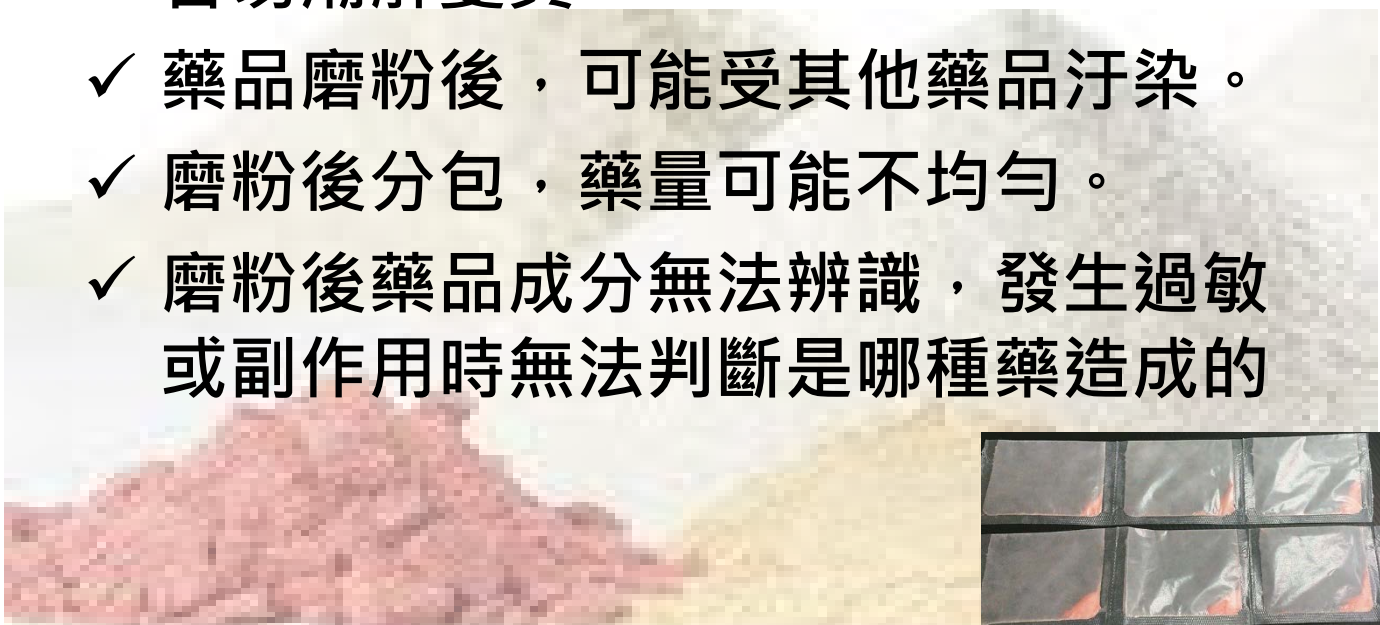 ✓ 藥品磨粉後，可能受其他藥品汙染。
✓ 磨粉後分包，藥量可能不均勻。
✓ 磨粉後藥品成分無法辨識，發生過敏
或副作用時無法判斷是哪種藥造成的